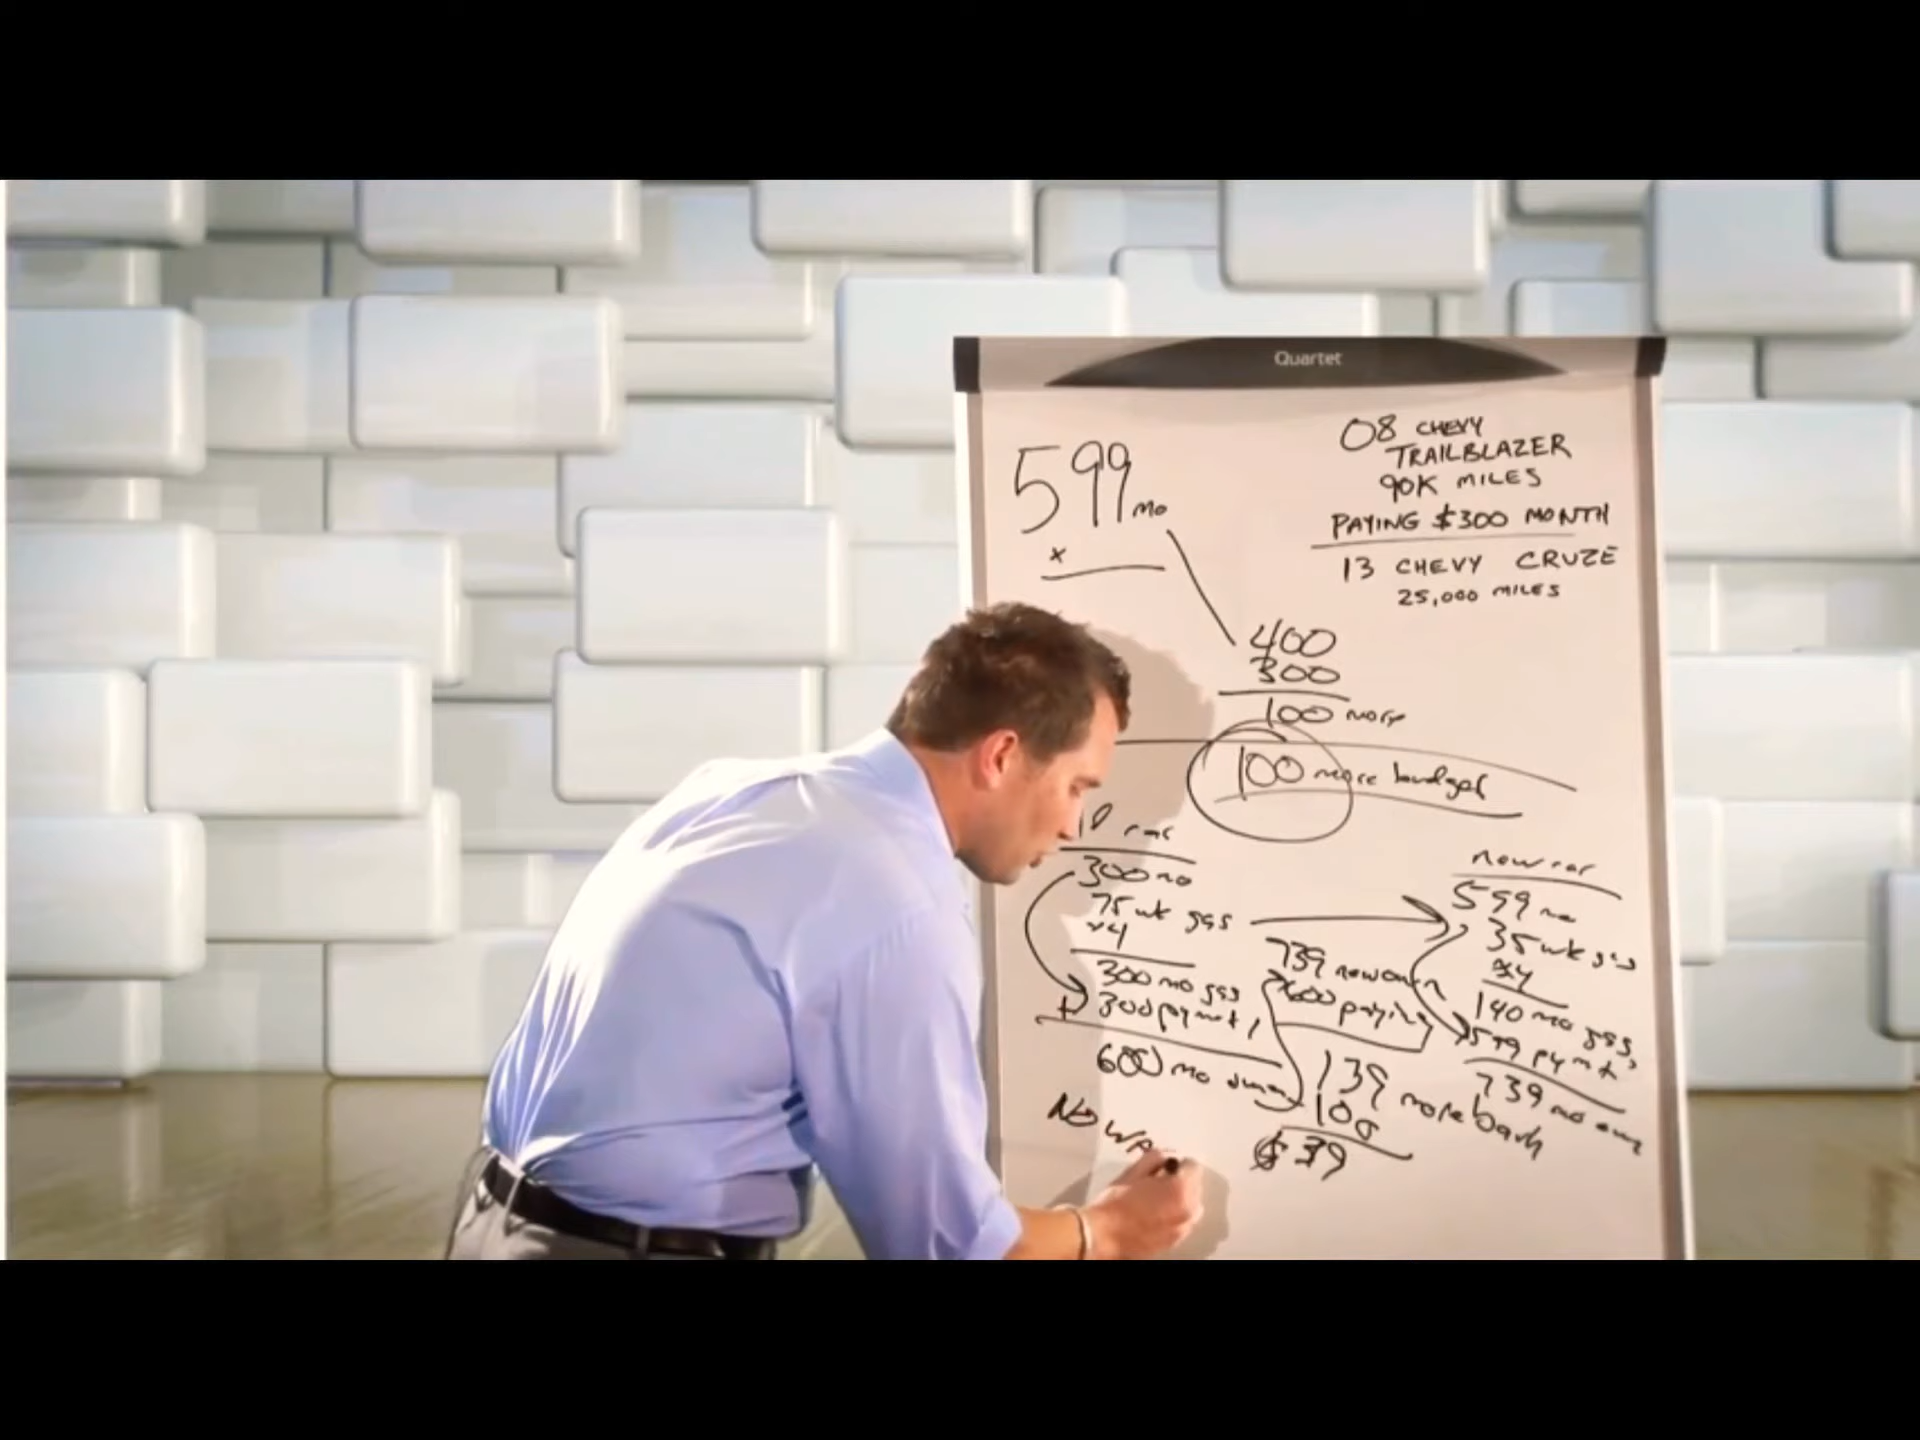 Quartet
599 mo
x
08 CHEVY
TRAILBLAZER
90K MILES
PAYING $300 MONTH
13 CHEVY CRUZE
25,000 MILES
400
300
100 more
100 more budget
car
300 mo
75 wk gas
x4
300 mo gas
+ 300 paymnt
600 mo
new car
599 mo
35 wk gas
x4
140 mo gas
599 pymt
739 mo
739 new
600 paying
139 more
100
$39
NO WA